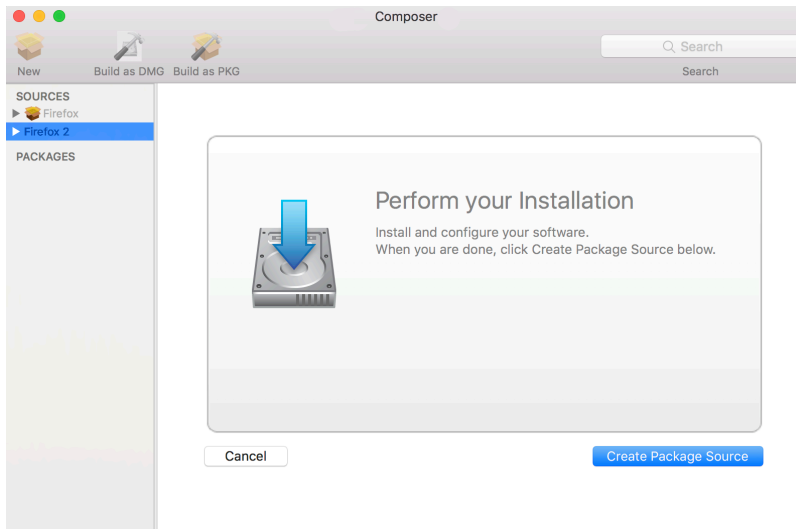 Composer
New
Build as DMG
Build as PKG
Search
Search
SOURCES
Firefox
Firefox 2
PACKAGES
Perform your Installation
Install and configure your software.
When you are done, click Create Package Source below.
Cancel
Create Package Source